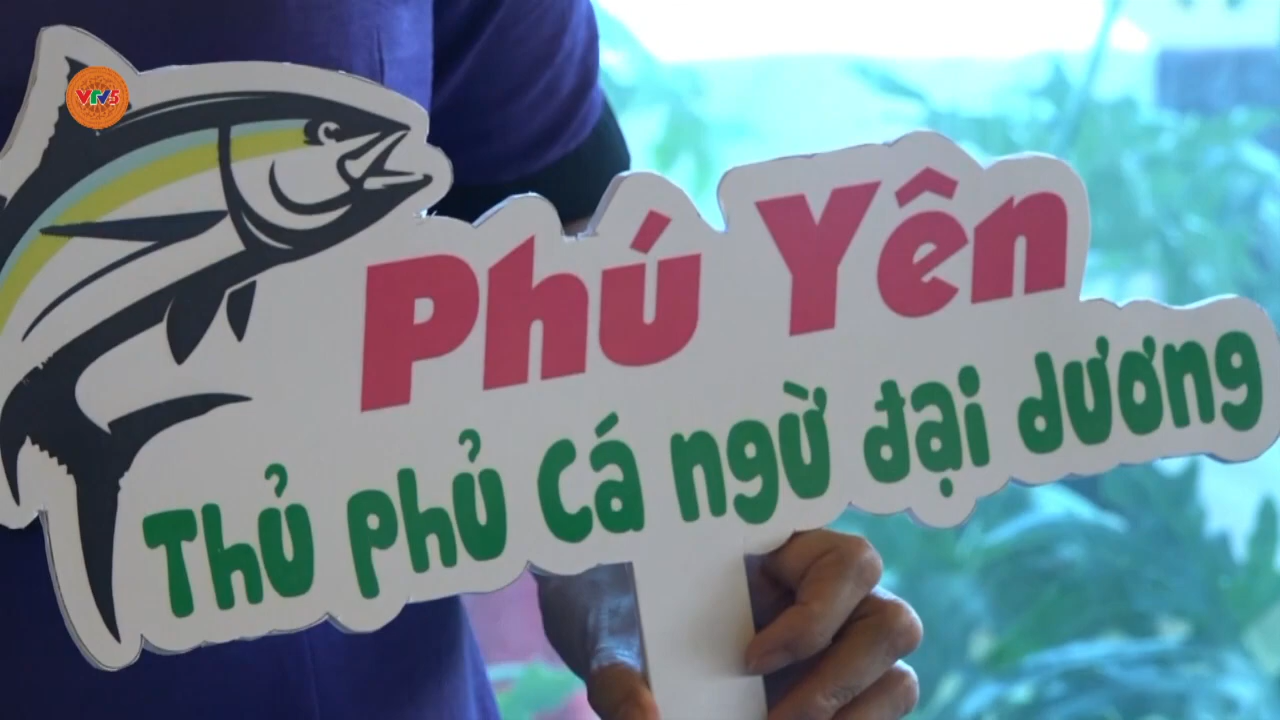 VTV5
Phú Yên
Thủ phủ Cá ngừ đại dương